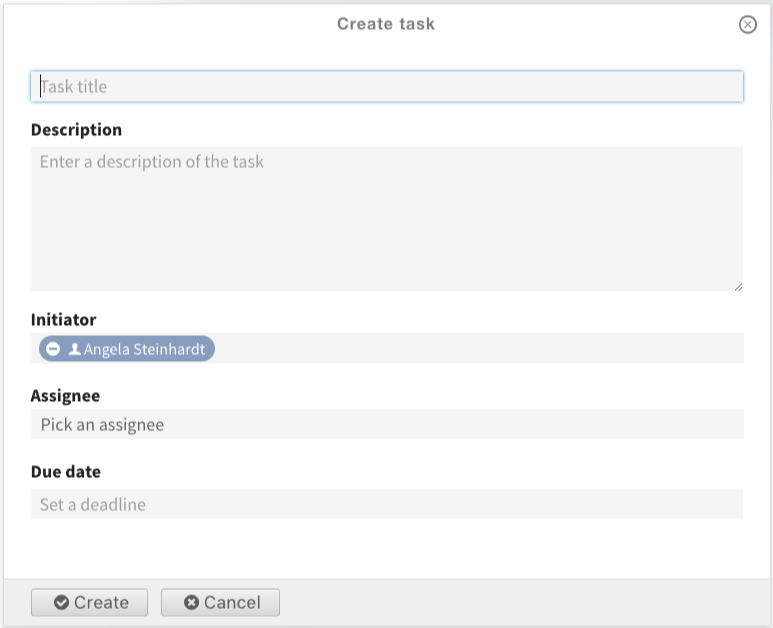 Create task
Task title
Description
Enter a description of the task
Initiator
Angela Steinhardt
Assignee
Pick an assignee
Due date
Set a deadline
Create Cancel